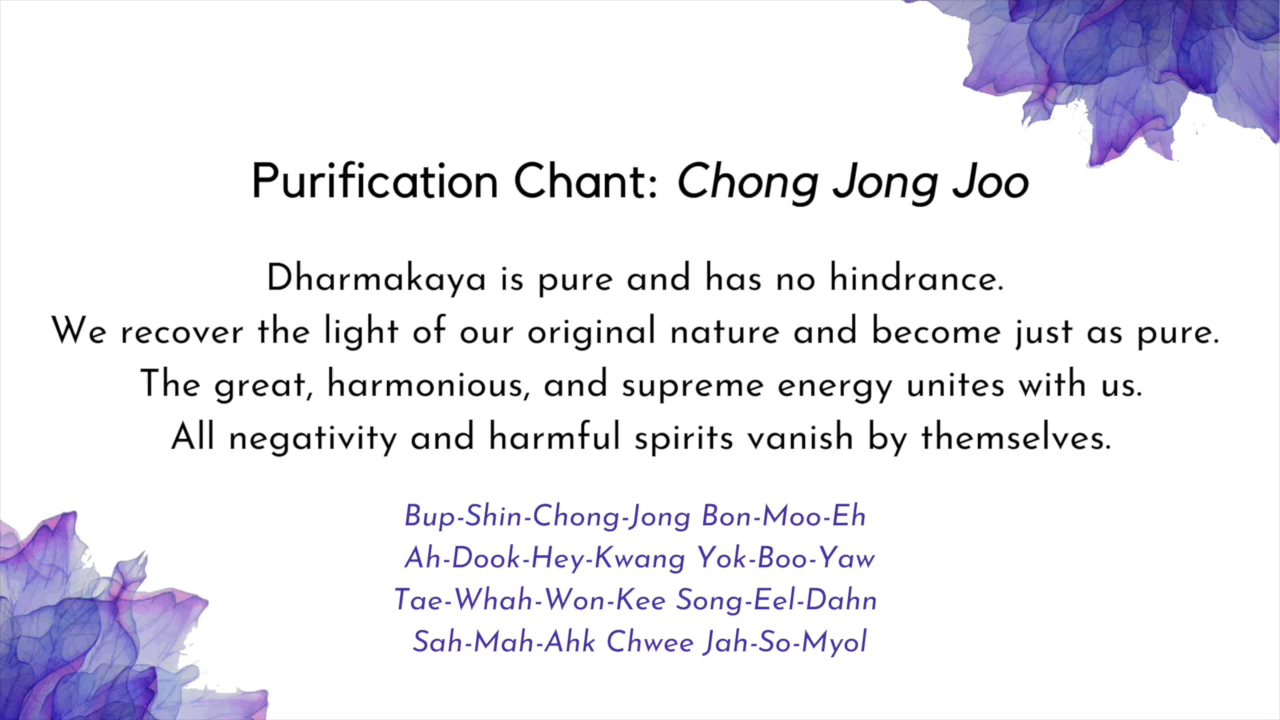 Purification Chant: Chong Jong Joo
Dharmakaya is pure and has no hindrance.
We recover the light of our original nature and become just as pure.
The great, harmonious, and supreme energy unites with us.
All negativity and harmful spirits vanish by themselves.
Bup-Shin-Chong-Jong Bon-Moo-Eh
Ah-Dook-Hey-Kwang Yok-Boo-Yaw
Tae-Whah-Won-Kee Song-Eel-Dahn
Sah-Mah-Ahk Chwee Jah-So-Myol